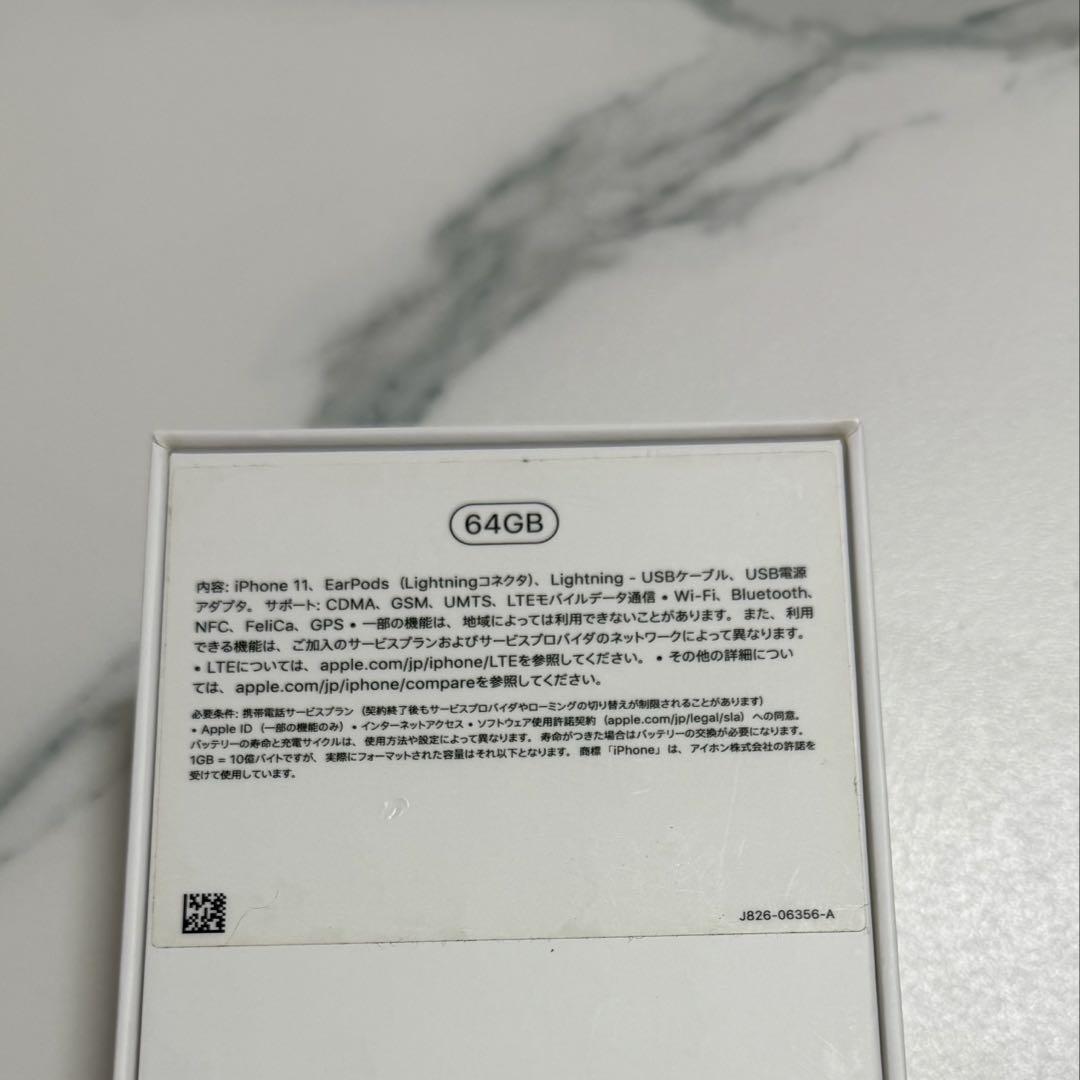 64GB
内容: iPhone 11、EarPods（Lightningコネクタ）、Lightning - USBケーブル、USB電源
アダプタ。サポート: CDMA、GSM、UMTS、LTEモバイルデータ通信 • Wi-Fi、Bluetooth、
NFC、FeliCa、GPS • 一部の機能は、地域によっては利用できないことがあります。また、利用
できる機能は、ご加入のサービスプランおよびサービスプロバイダのネットワークによって異なります。
• LTEについては、apple.com/jp/iphone/LTEを参照してください。 • その他の詳細につい
ては、apple.com/jp/iphone/compareを参照してください。
必要条件: 携帯電話サービスプラン（契約終了後もサービスプロバイダやローミングの切り替えが制限されることがあります）
• Apple ID（一部の機能のみ）• インターネットアクセス • ソフトウェア使用許諾契約（apple.com/jp/legal/sla）への同意。
バッテリーの寿命と充電サイクルは、使用方法や設定によって異なります。寿命がつきた場合はバッテリーの交換が必要になります。
1GB = 10億バイトですが、実際にフォーマットされた容量はそれ以下となります。商標「iPhone」は、アイホン株式会社の許諾を
受けて使用しています。
J826-06356-A